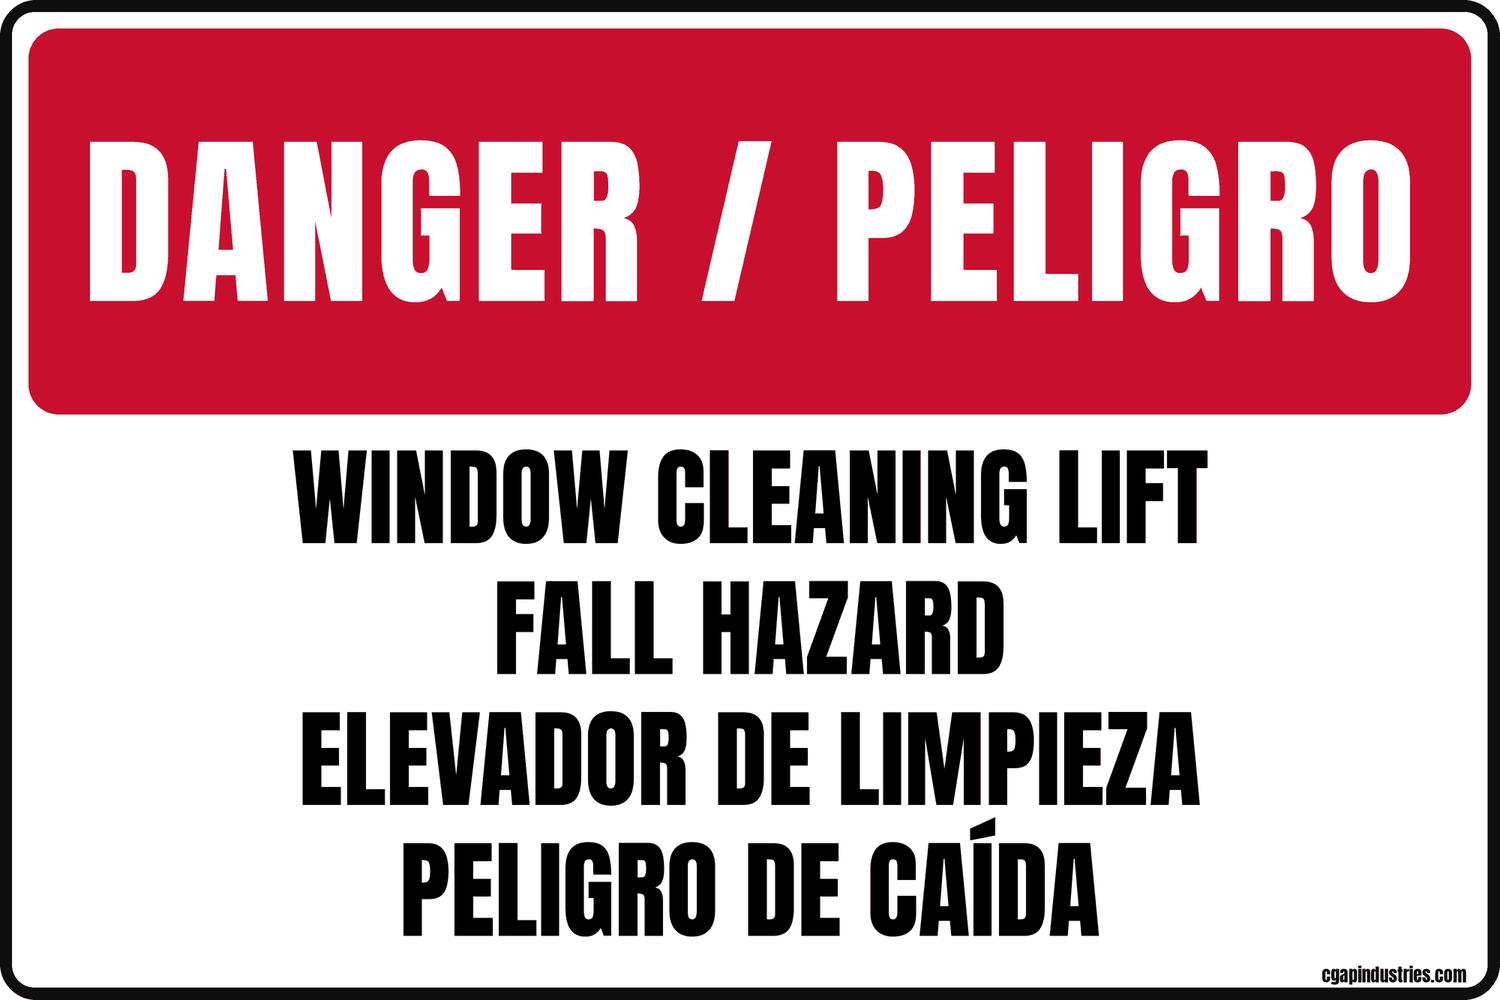 DANGER / PELIGRO
WINDOW CLEANING LIFT
FALL HAZARD
ELEVADOR DE LIMPIEZA
PELIGRO DE CAÍDA
cgapindustries.com